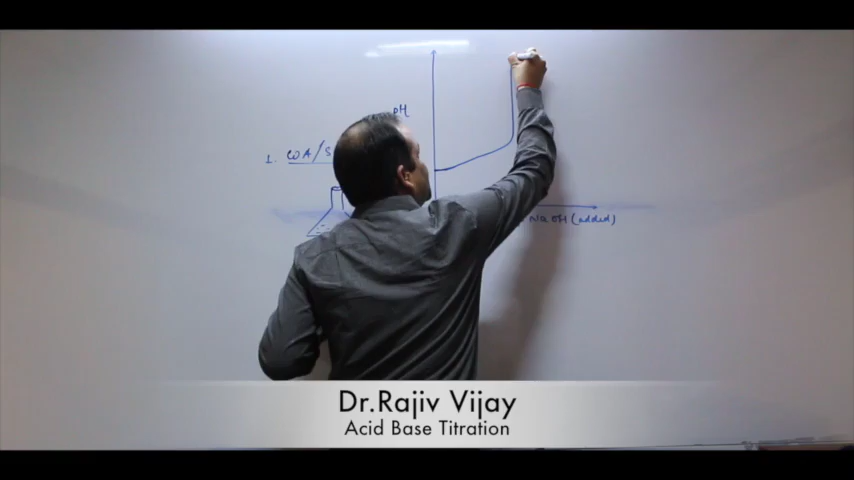 pH
1. WA/S
NaOH (added)
Dr.Rajiv Vijay
Acid Base Titration